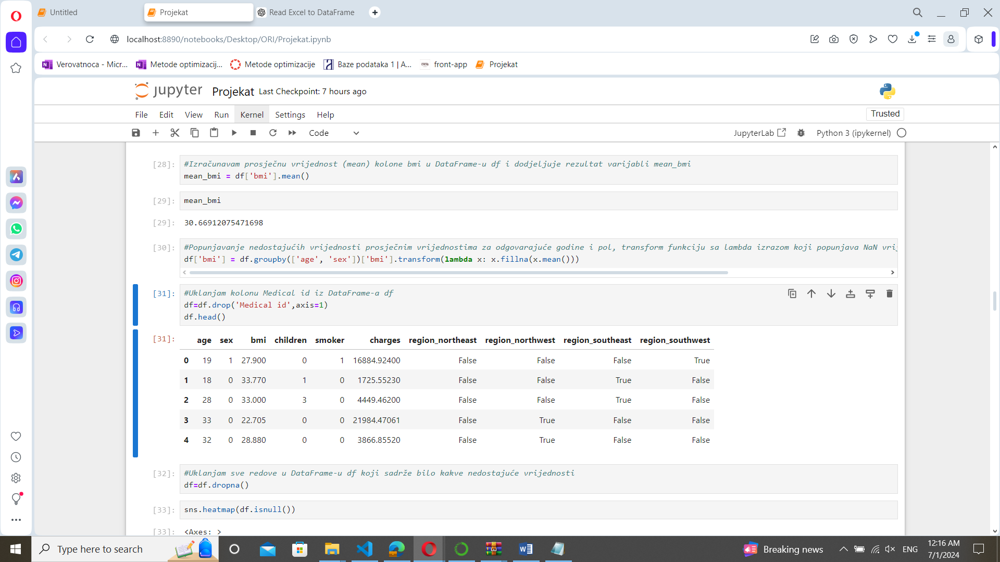 Untitled
Projekat
Read Excel to DataFrame
localhost:8890/notebooks/Desktop/ORI/Projekat.ipynb
Verovatnoca - Micr...
Metode optimizacij...
Metode optimizacije
Baze podataka 1 | A...
front-app
Projekat
jupyter Projekat Last Checkpoint: 7 hours ago
File Edit View Run Kernel Settings Help
Trusted
Code
JupyterLab
Python 3 (ipykernel)
[28]: #Izračunavam prosječnu vrijednost (mean) kolone bmi u DataFrame-u df i dodjeljuje rezultat varijabli mean_bmi
mean_bmi = df['bmi'].mean()
[29]: mean_bmi
[29]: 30.66912075471698
[30]: #Popunjavanje nedostajućih vrijednosti prosječnim vrijednostima za odgovarajuće godine i pol, transform funkciju sa lambda izrazom koji popunjava NaN vrij
df['bmi'] = df.groupby(['age', 'sex'])['bmi'].transform(lambda x: x.fillna(x.mean()))
[31]: #Uklanjam kolonu Medical id iz DataFrame-a df
df=df.drop('Medical id',axis=1)
df.head()
[31]: age sex bmi children smoker charges region_northeast region_northwest region_southeast region_southwest
0 19 1 27.900 0 1 16884.92400 False False False True
1 18 0 33.770 1 0 1725.55230 False False True False
2 28 0 33.000 3 0 4449.46200 False False True False
3 33 0 22.705 0 0 21984.47061 False True False False
4 32 0 28.880 0 0 3866.85520 False True False False
[32]: #Uklanjam sve redove u DataFrame-u df koji sadrže bilo kakve nedostajuće vrijednosti
df=df.dropna()
[33]: sns.heatmap(df.isnull())
[33]: <Axes: >
Type here to search
Breaking news
ENG
12:16 AM
7/1/2024